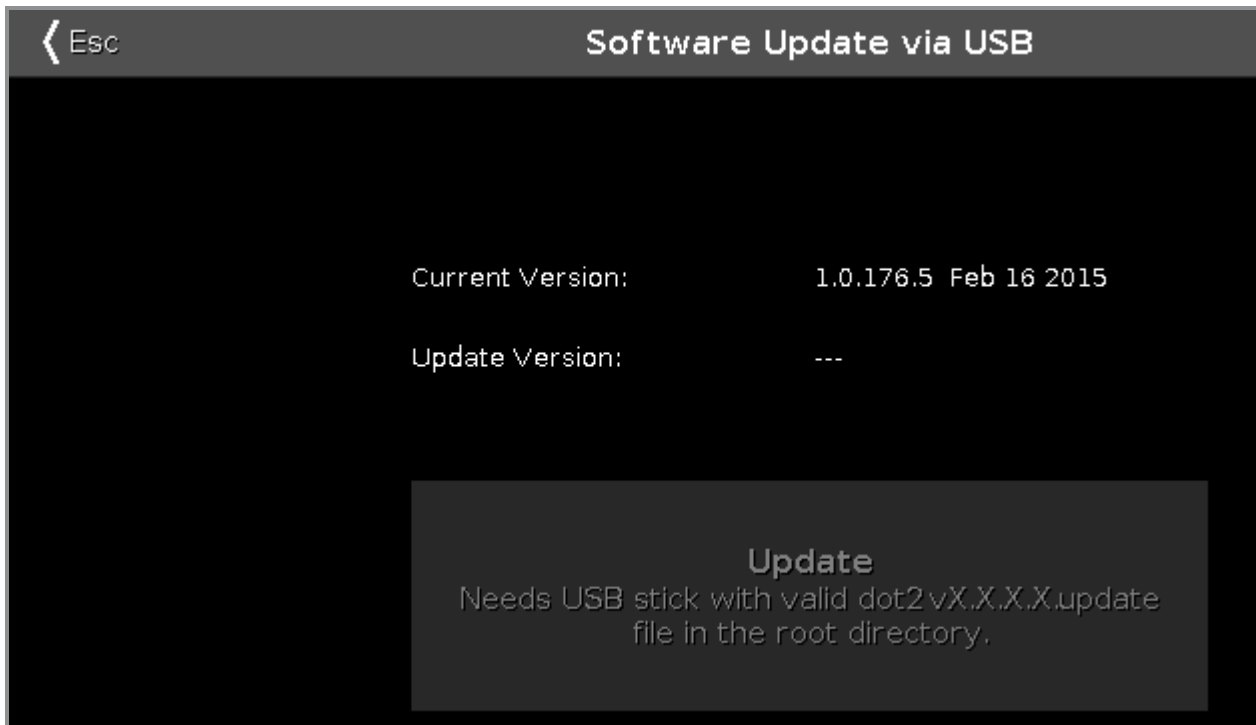 Esc
Software Update via USB
Current Version: 1.0.176.5 Feb 16 2015
Update Version: ---
Update
Needs USB stick with valid dot2 vX.X.X.X.update
file in the root directory.